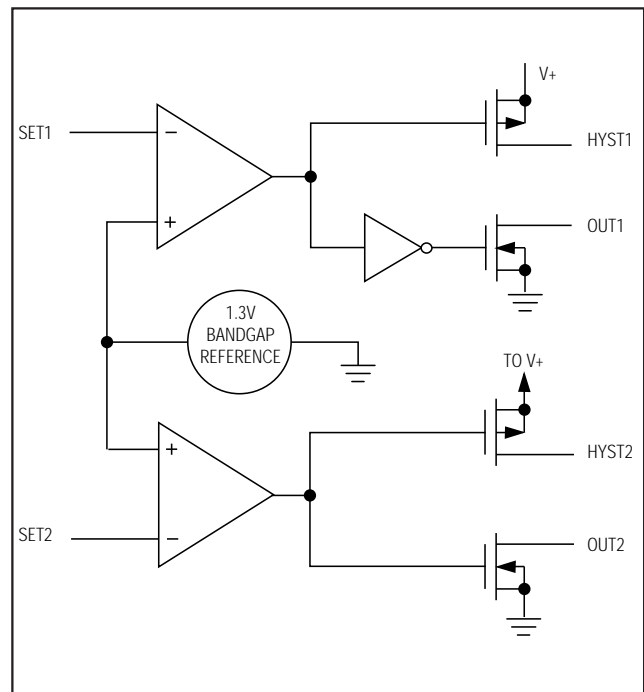 V+
SET1
−
HYST1
+
OUT1
1.3V
BANDGAP
REFERENCE
TO V+
+
HYST2
SET2
−
OUT2